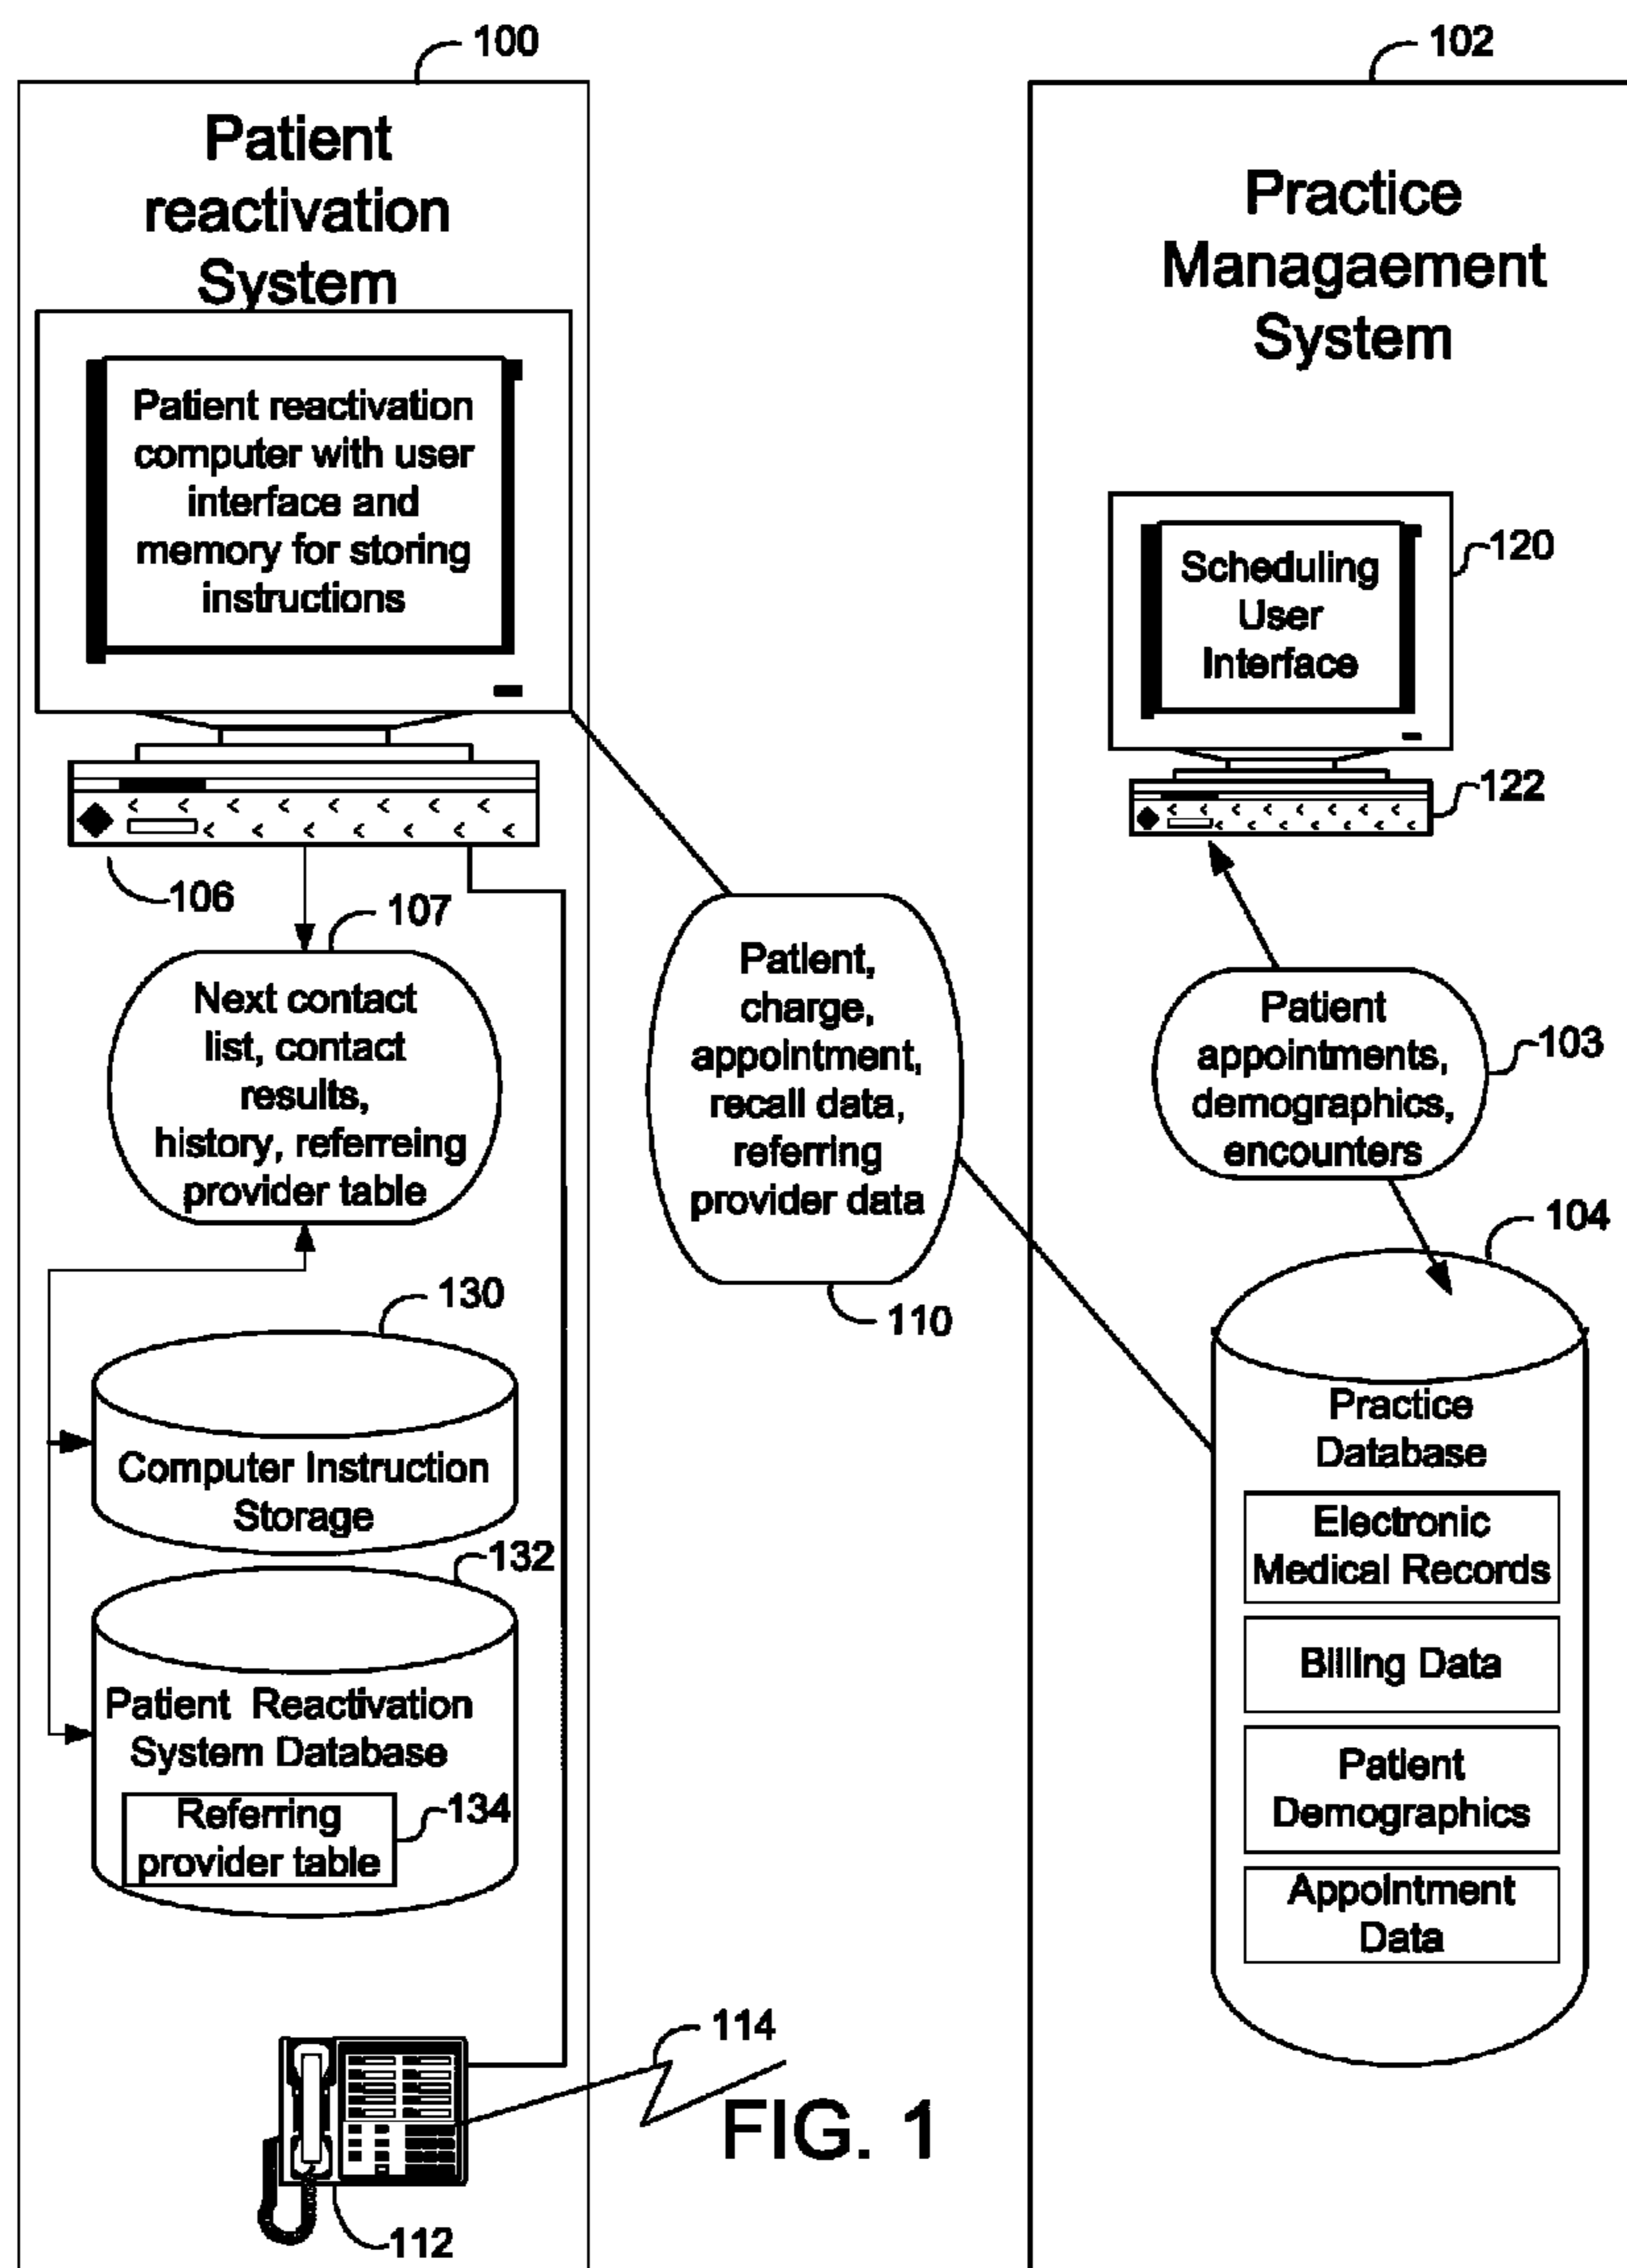 100
Patient
reactivation
System
Patient reactivation
computer with user
interface and
memory for storing
instructions
106
107
Next contact
list, contact
results,
history, referreing
provider table
130
Computer Instruction
Storage
132
Patient Reactivation
System Database
Referring
provider table
134
114
112
Patient,
charge,
appointment,
recall data,
referring
provider data
110
102
Practice
Managaement
System
Scheduling
User
Interface
120
122
Patient
appointments,
demographics,
encounters
103
104
Practice
Database
Electronic
Medical Records
Billing Data
Patient
Demographics
Appointment
Data
FIG. 1